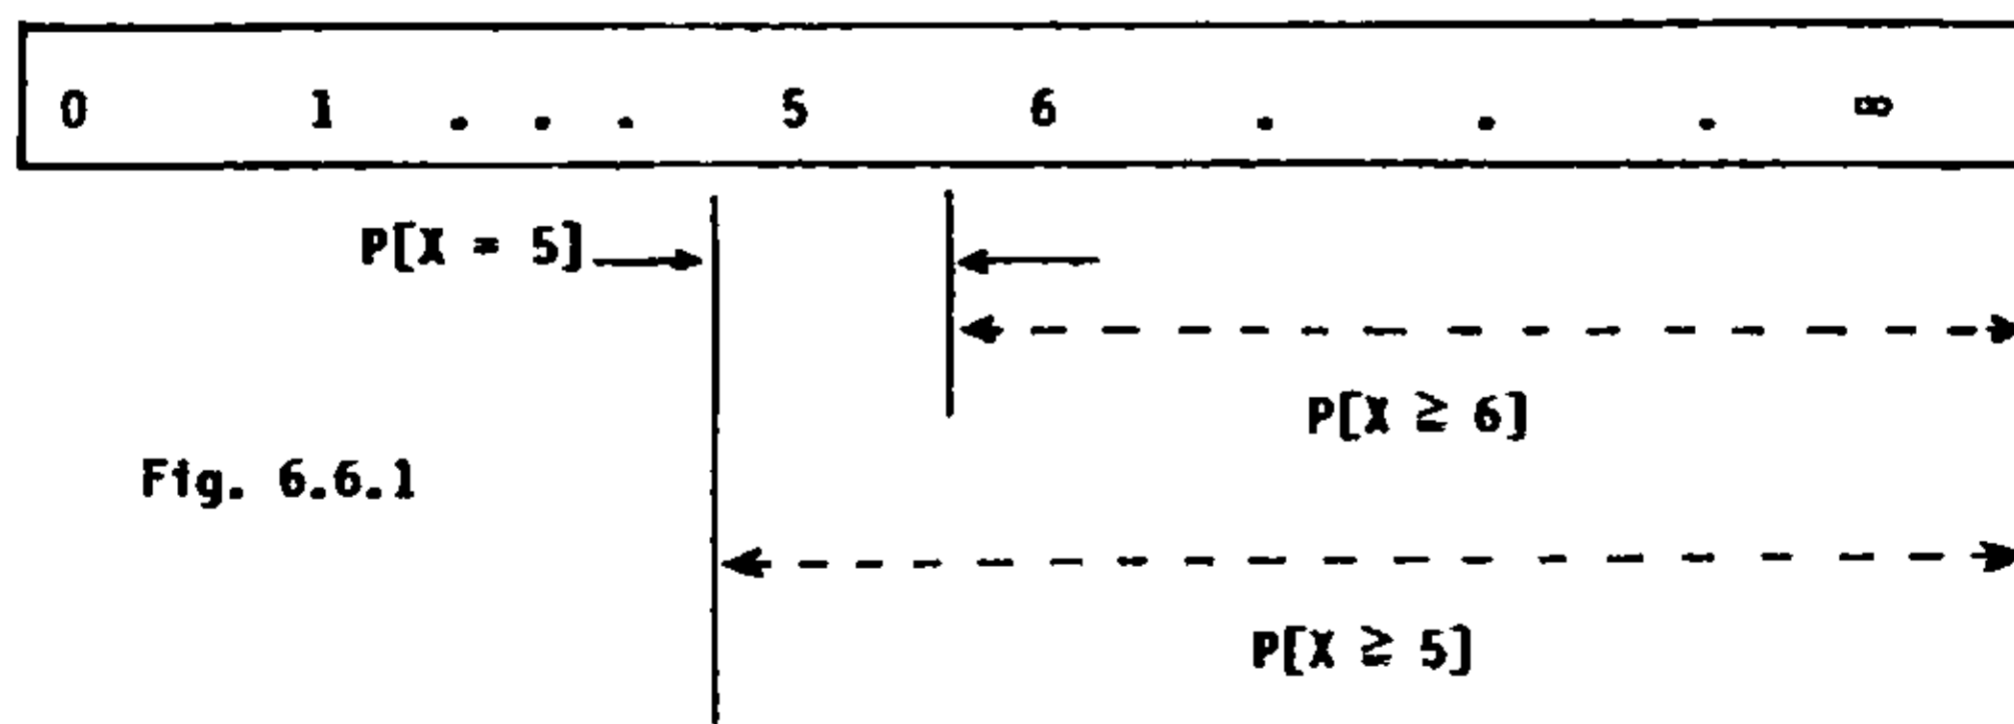 0 1 . . . 5 6 . . . ∞
P[X = 5]
P[X ≧ 6]
Fig. 6.6.1
P[X ≧ 5]